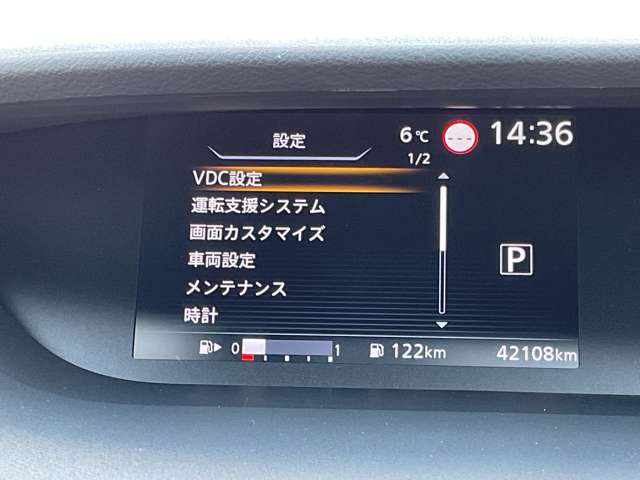 設定
6℃
---
14:36
1/2
VDC設定
運転支援システム
画面カスタマイズ
車両設定
メンテナンス
時計
P
0 1
122km
42108km